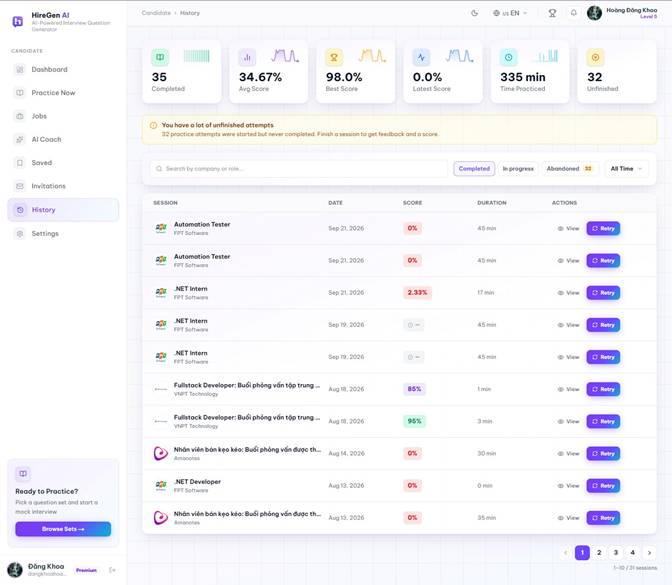 HireGen AI
AI-Powered Interview Question
Generator
CANDIDATE
Dashboard
Practice Now
Jobs
AI Coach
Saved
Invitations
History
Settings
Ready to Practice?
Pick a question set and start a
mock interview
Browse Sets →
Đăng Khoa
dangkhoahoa...
Premium
Candidate › History
US EN
Hoàng Đăng Khoa
Level 5
35
Completed
34.67%
Avg Score
98.0%
Best Score
0.0%
Latest Score
335 min
Time Practiced
32
Unfinished
You have a lot of unfinished attempts
32 practice attempts were started but never completed. Finish a session to get feedback and a score.
Search by company or role...
Completed
In progress
Abandoned 32
All Time
SESSION DATE SCORE DURATION ACTIONS
Automation Tester
FPT Software
Sep 21, 2026 0% 45 min View Retry
Automation Tester
FPT Software
Sep 21, 2026 0% 45 min View Retry
.NET Intern
FPT Software
Sep 21, 2026 2.33% 17 min View Retry
.NET Intern
FPT Software
Sep 19, 2026 — 45 min View Retry
.NET Intern
FPT Software
Sep 19, 2026 — 45 min View Retry
Fullstack Developer: Buổi phỏng vấn tập trung ...
VNPT Technology
Aug 18, 2026 85% 1 min View Retry
Fullstack Developer: Buổi phỏng vấn tập trung ...
VNPT Technology
Aug 18, 2026 95% 3 min View Retry
Nhân viên bán kẹo kéo: Buổi phỏng vấn được th...
Amanotes
Aug 14, 2026 0% 30 min View Retry
.NET Developer
FPT Software
Aug 13, 2026 0% 0 min View Retry
Nhân viên bán kẹo kéo: Buổi phỏng vấn được th...
Amanotes
Aug 13, 2026 0% 35 min View Retry
‹ 1 2 3 4 ›
1–10 / 31 sessions